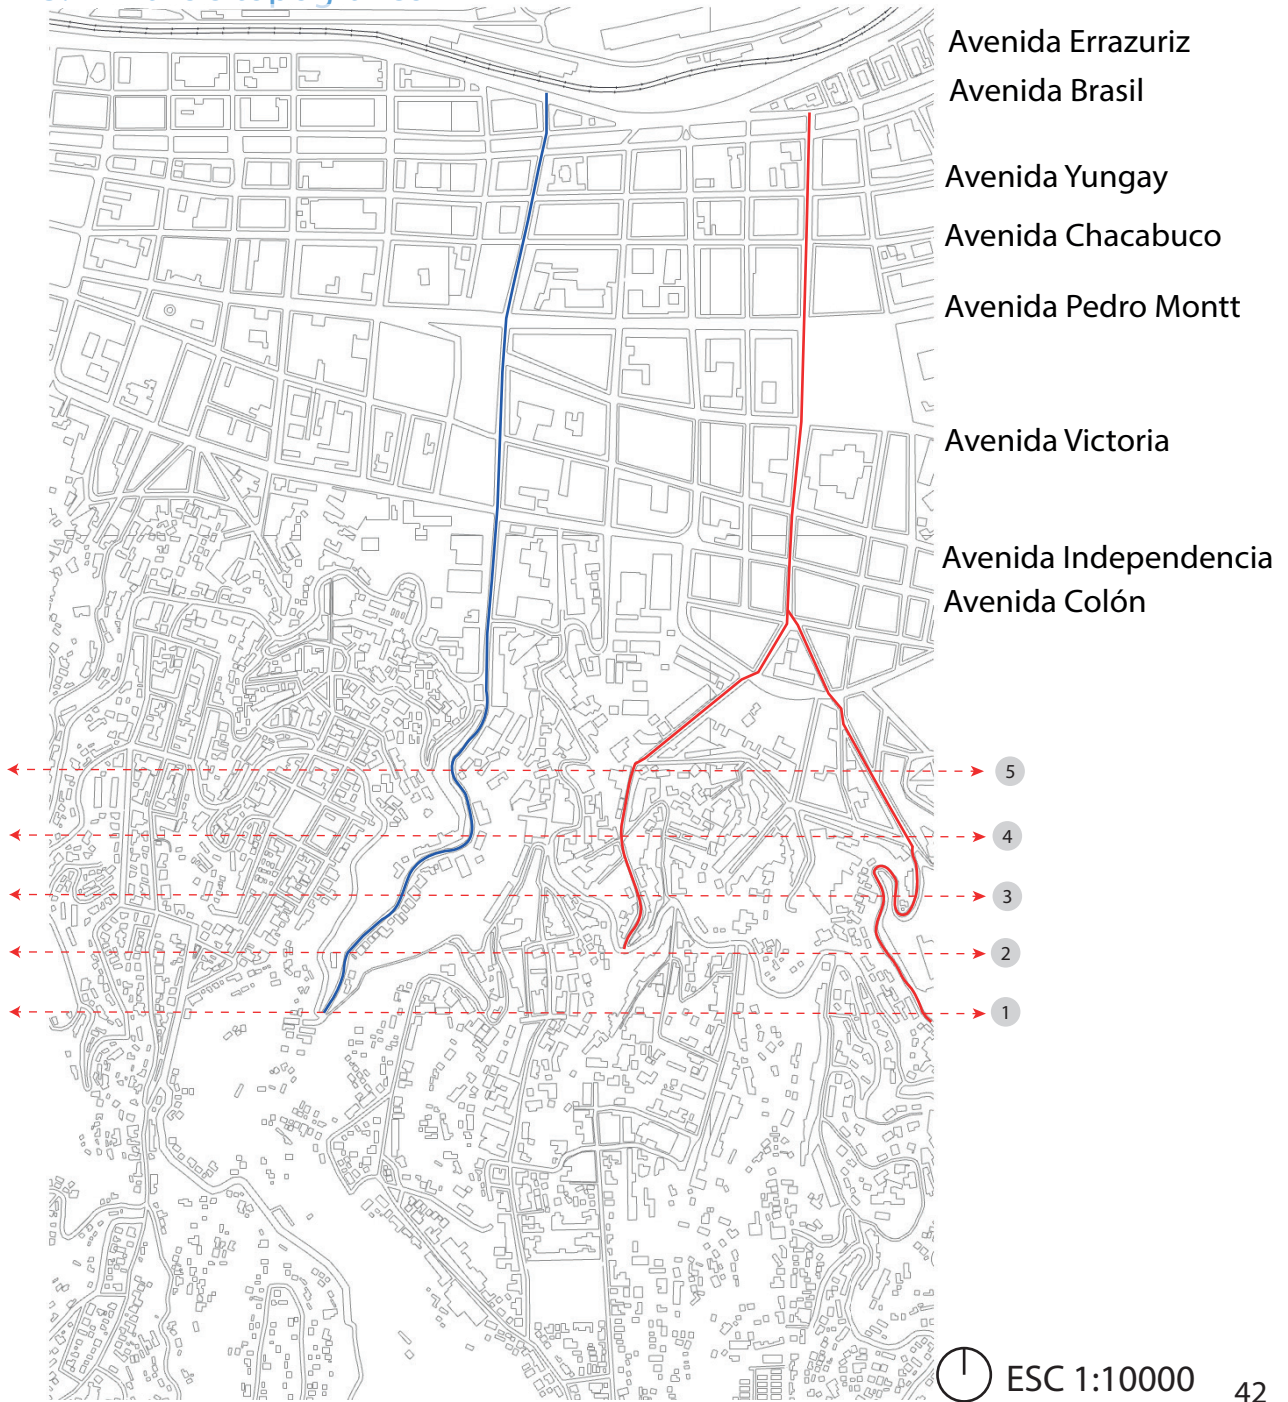 Avenida Errazuriz
Avenida Brasil
Avenida Yungay
Avenida Chacabuco
Avenida Pedro Montt
Avenida Victoria
Avenida Independencia
Avenida Colón
5
4
3
2
1
ESC 1:10000
42